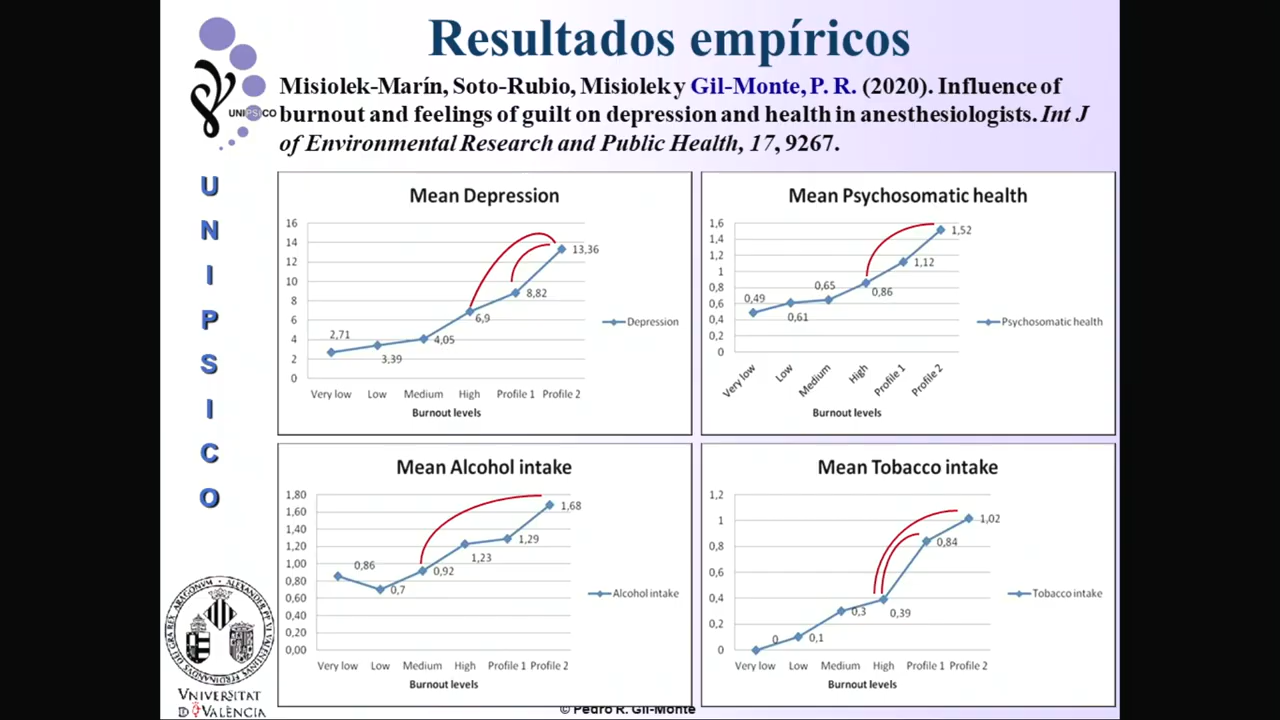 Resultados empíricos
Misiolek-Marín, Soto-Rubio, Misiolek y Gil-Monte, P. R. (2020). Influence of
burnout and feelings of guilt on depression and health in anesthesiologists. Int J
of Environmental Research and Public Health, 17, 9267.
UNIPSICO
U
N
I
P
S
I
C
O
Mean Depression
16
14
12
10
8
6
4
2
0
2,71
3,39
4,05
6,9
8,82
13,36
Depression
Very low Low Medium High Profile 1 Profile 2
Burnout levels
Mean Psychosomatic health
1,6
1,4
1,2
1
0,8
0,6
0,4
0,2
0
0,49
0,61
0,65
0,86
1,12
1,52
Psychosomatic health
Very low Low Medium High Profile 1 Profile 2
Burnout levels
Mean Alcohol intake
1,80
1,60
1,40
1,20
1,00
0,80
0,60
0,40
0,20
0,00
0,86
0,7
0,92
1,23
1,29
1,68
Alcohol intake
Very low Low Medium High Profile 1 Profile 2
Burnout levels
Mean Tobacco intake
1,2
1
0,8
0,6
0,4
0,2
0
0
0,1
0,3
0,39
0,84
1,02
Tobacco intake
Very low Low Medium High Profile 1 Profile 2
Burnout levels
VNIVERSITAT
D VALÈNCIA
© Pedro R. Gil-Monte